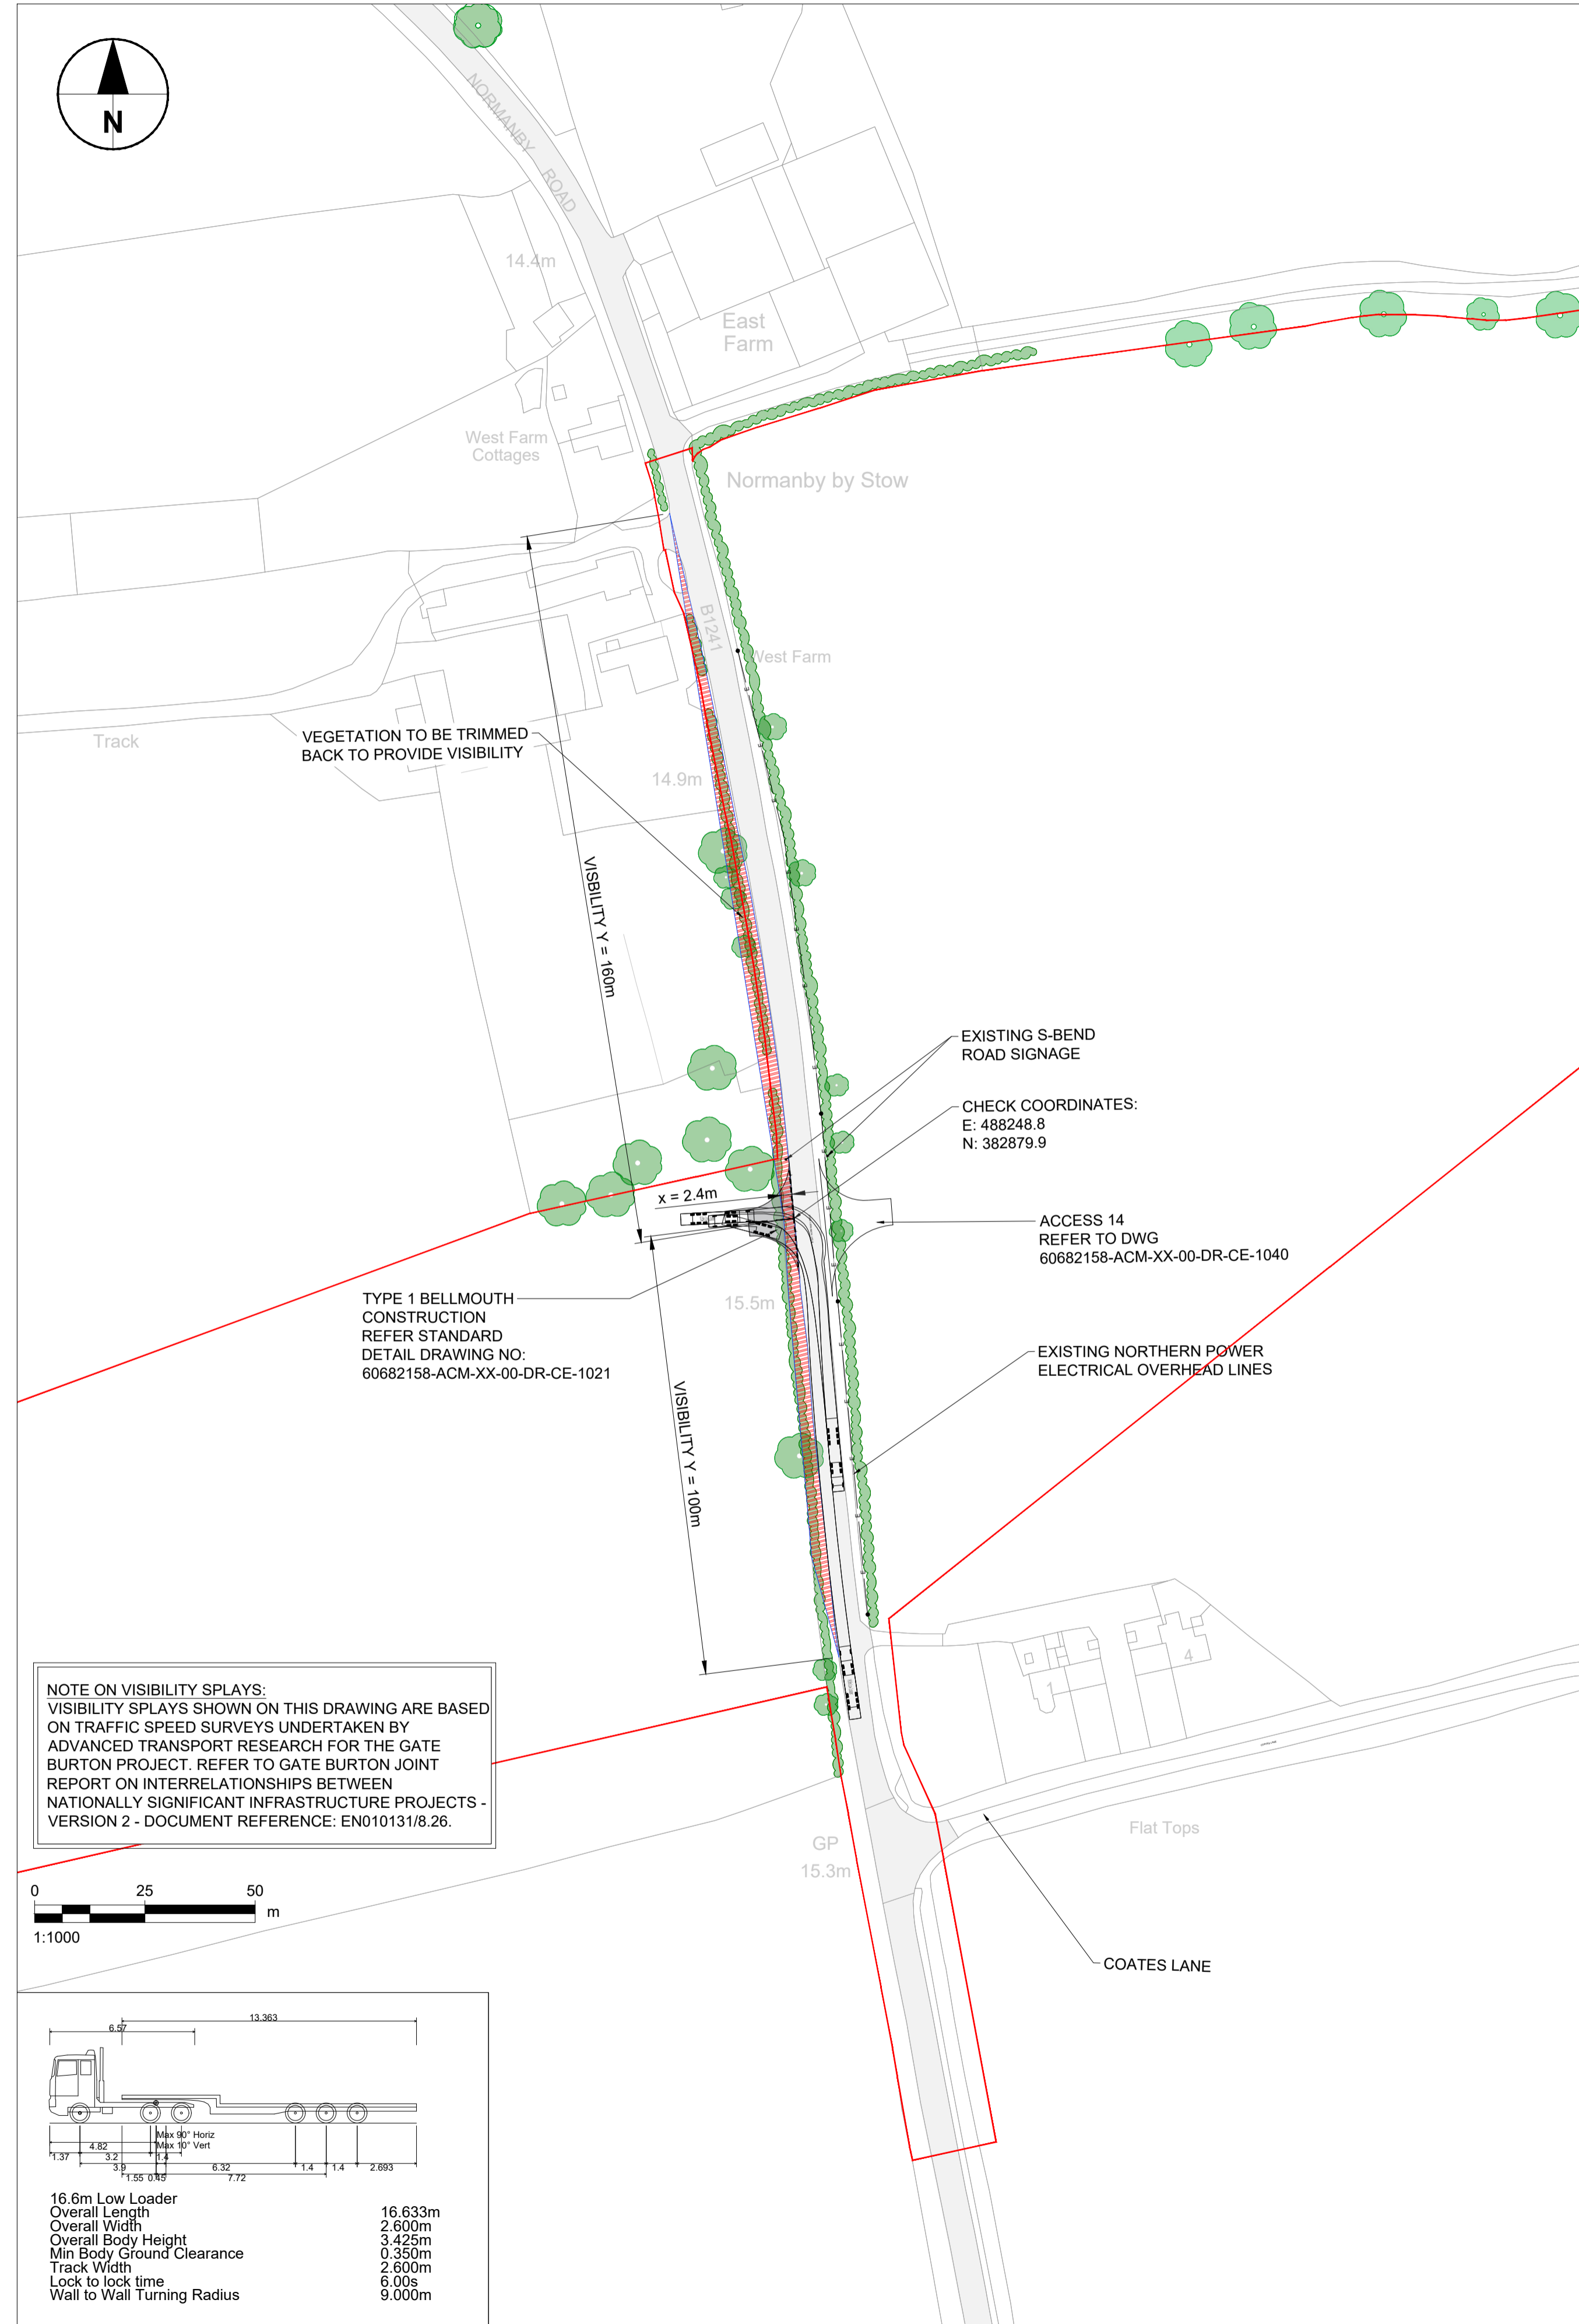 N
NORMANBY ROAD
14.4m
East
Farm
West Farm
Cottages
Normanby by Stow
B1241
West Farm
Track
VEGETATION TO BE TRIMMED
BACK TO PROVIDE VISIBILITY
14.9m
VISBILITY Y = 160m
EXISTING S-BEND
ROAD SIGNAGE
CHECK COORDINATES:
E: 488248.8
N: 382879.9
x = 2.4m
ACCESS 14
REFER TO DWG
60682158-ACM-XX-00-DR-CE-1040
TYPE 1 BELLMOUTH
CONSTRUCTION
REFER STANDARD
DETAIL DRAWING NO:
60682158-ACM-XX-00-DR-CE-1021
15.5m
EXISTING NORTHERN POWER
ELECTRICAL OVERHEAD LINES
VISIBILITY Y = 100m
1
4
NOTE ON VISIBILITY SPLAYS:
VISIBILITY SPLAYS SHOWN ON THIS DRAWING ARE BASED
ON TRAFFIC SPEED SURVEYS UNDERTAKEN BY
ADVANCED TRANSPORT RESEARCH FOR THE GATE
BURTON PROJECT. REFER TO GATE BURTON JOINT
REPORT ON INTERRELATIONSHIPS BETWEEN
NATIONALLY SIGNIFICANT INFRASTRUCTURE PROJECTS -
VERSION 2 - DOCUMENT REFERENCE: EN010131/8.26.
GP
15.3m
Flat Tops
0 25 50
m
1:1000
COATES LANE
13.363
6.57
Max 90° Horiz
Max 10° Vert
4.82
1.37 3.2 1.4
3.9 6.32 1.4 1.4 2.693
1.55 0.45 7.72
16.6m Low Loader
Overall Length 16.633m
Overall Width 2.600m
Overall Body Height 3.425m
Min Body Ground Clearance 0.350m
Track Width 2.600m
Lock to lock time 6.00s
Wall to Wall Turning Radius 9.000m